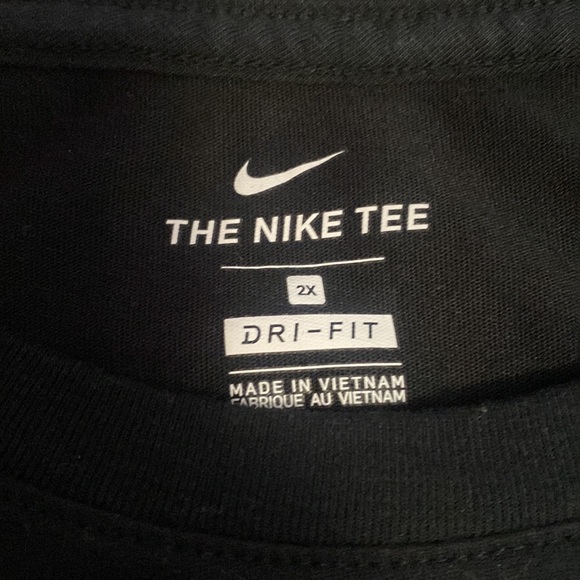 THE NIKE TEE
2X
DRI-FIT
MADE IN VIETNAM
FABRIQUE AU VIETNAM